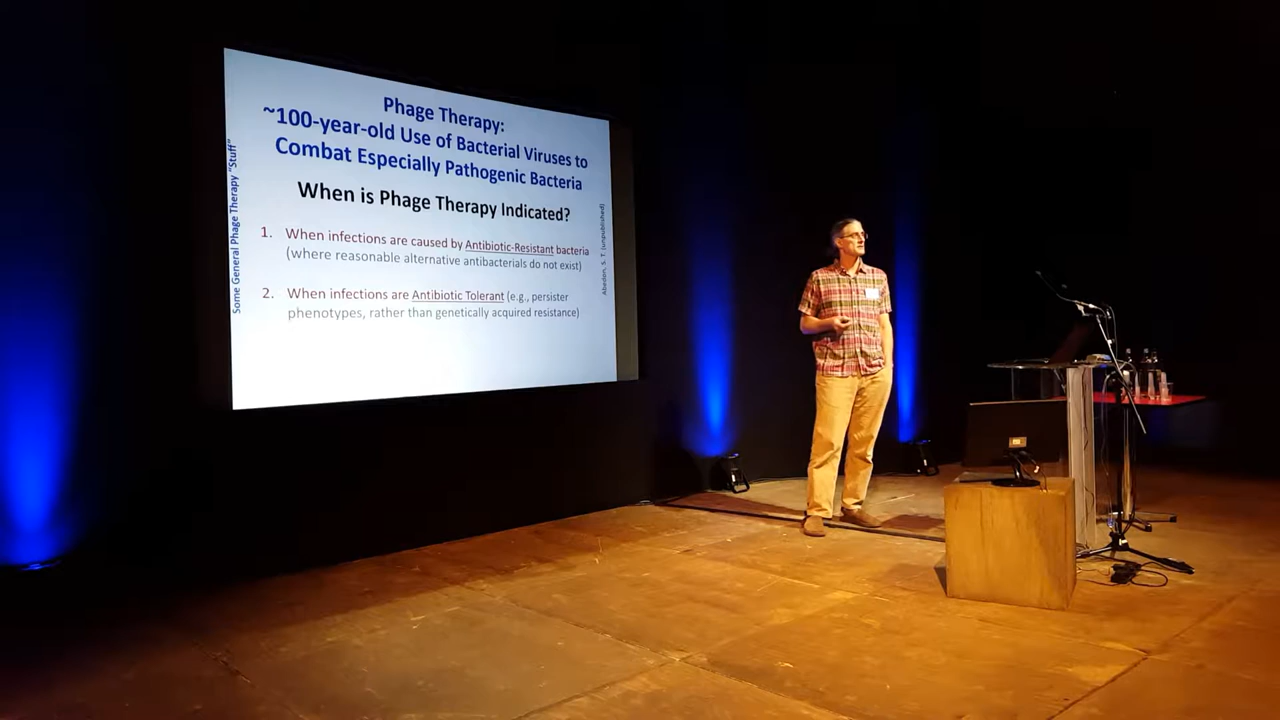 Some General Phage Therapy "Stuff"
Phage Therapy:
~100-year-old Use of Bacterial Viruses to
Combat Especially Pathogenic Bacteria
When is Phage Therapy Indicated?
1. When infections are caused by Antibiotic-Resistant bacteria
(where reasonable alternative antibacterials do not exist)
2. When infections are Antibiotic Tolerant (e.g., persister
phenotypes, rather than genetically acquired resistance)
Abedon, S. T. (unpublished)